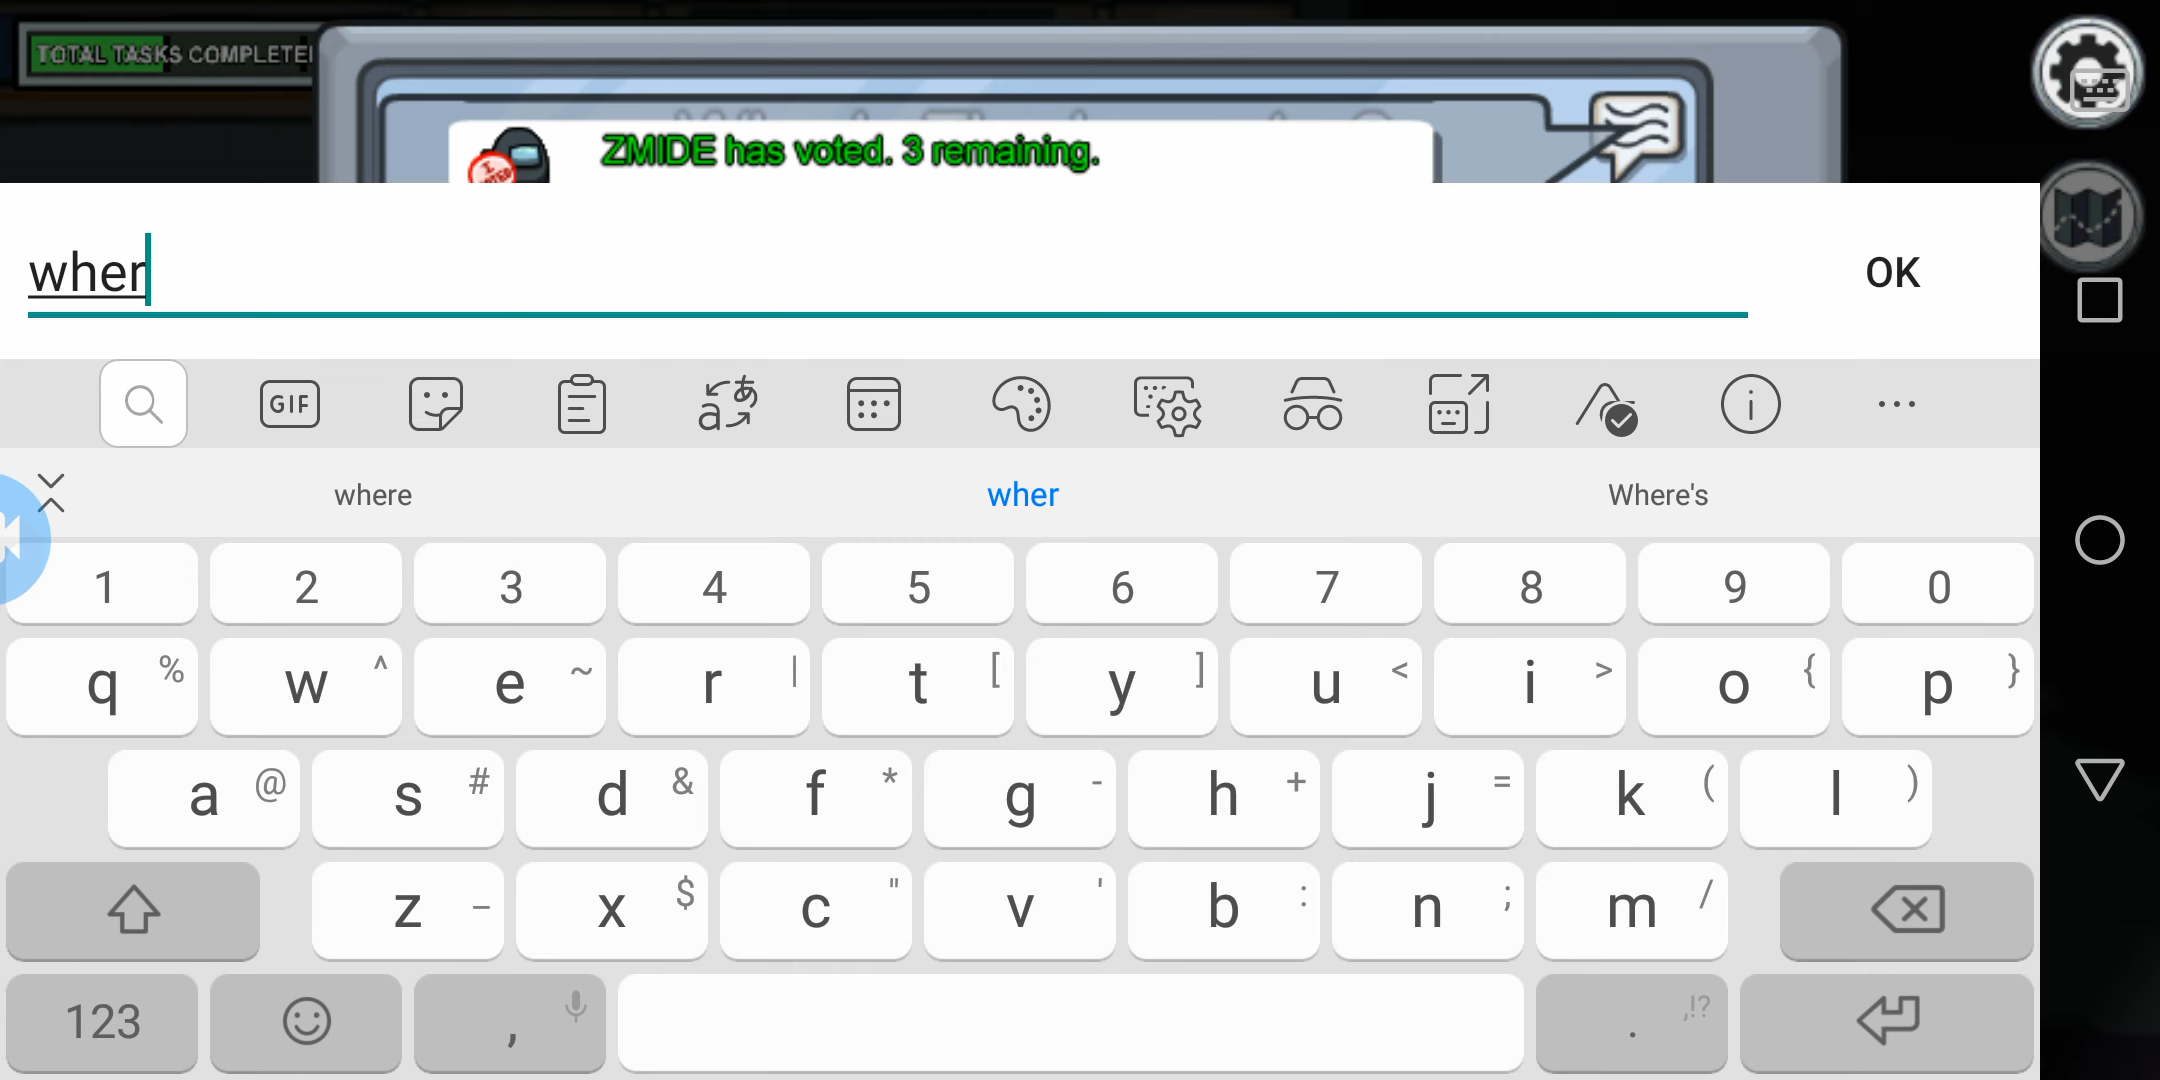 TOTAL TASKS COMPLETE
ZMIDE has voted. 3 remaining.
wher
OK
GIF
where
wher
Where's
1 2 3 4 5 6 7 8 9 0
q % w ^ e ~ r | t [ y ] u < i > o { p }
a @ s # d & f * g - h + j = k ( l )
z _ x $ c " v ' b : n ; m /
123 , . ,!?